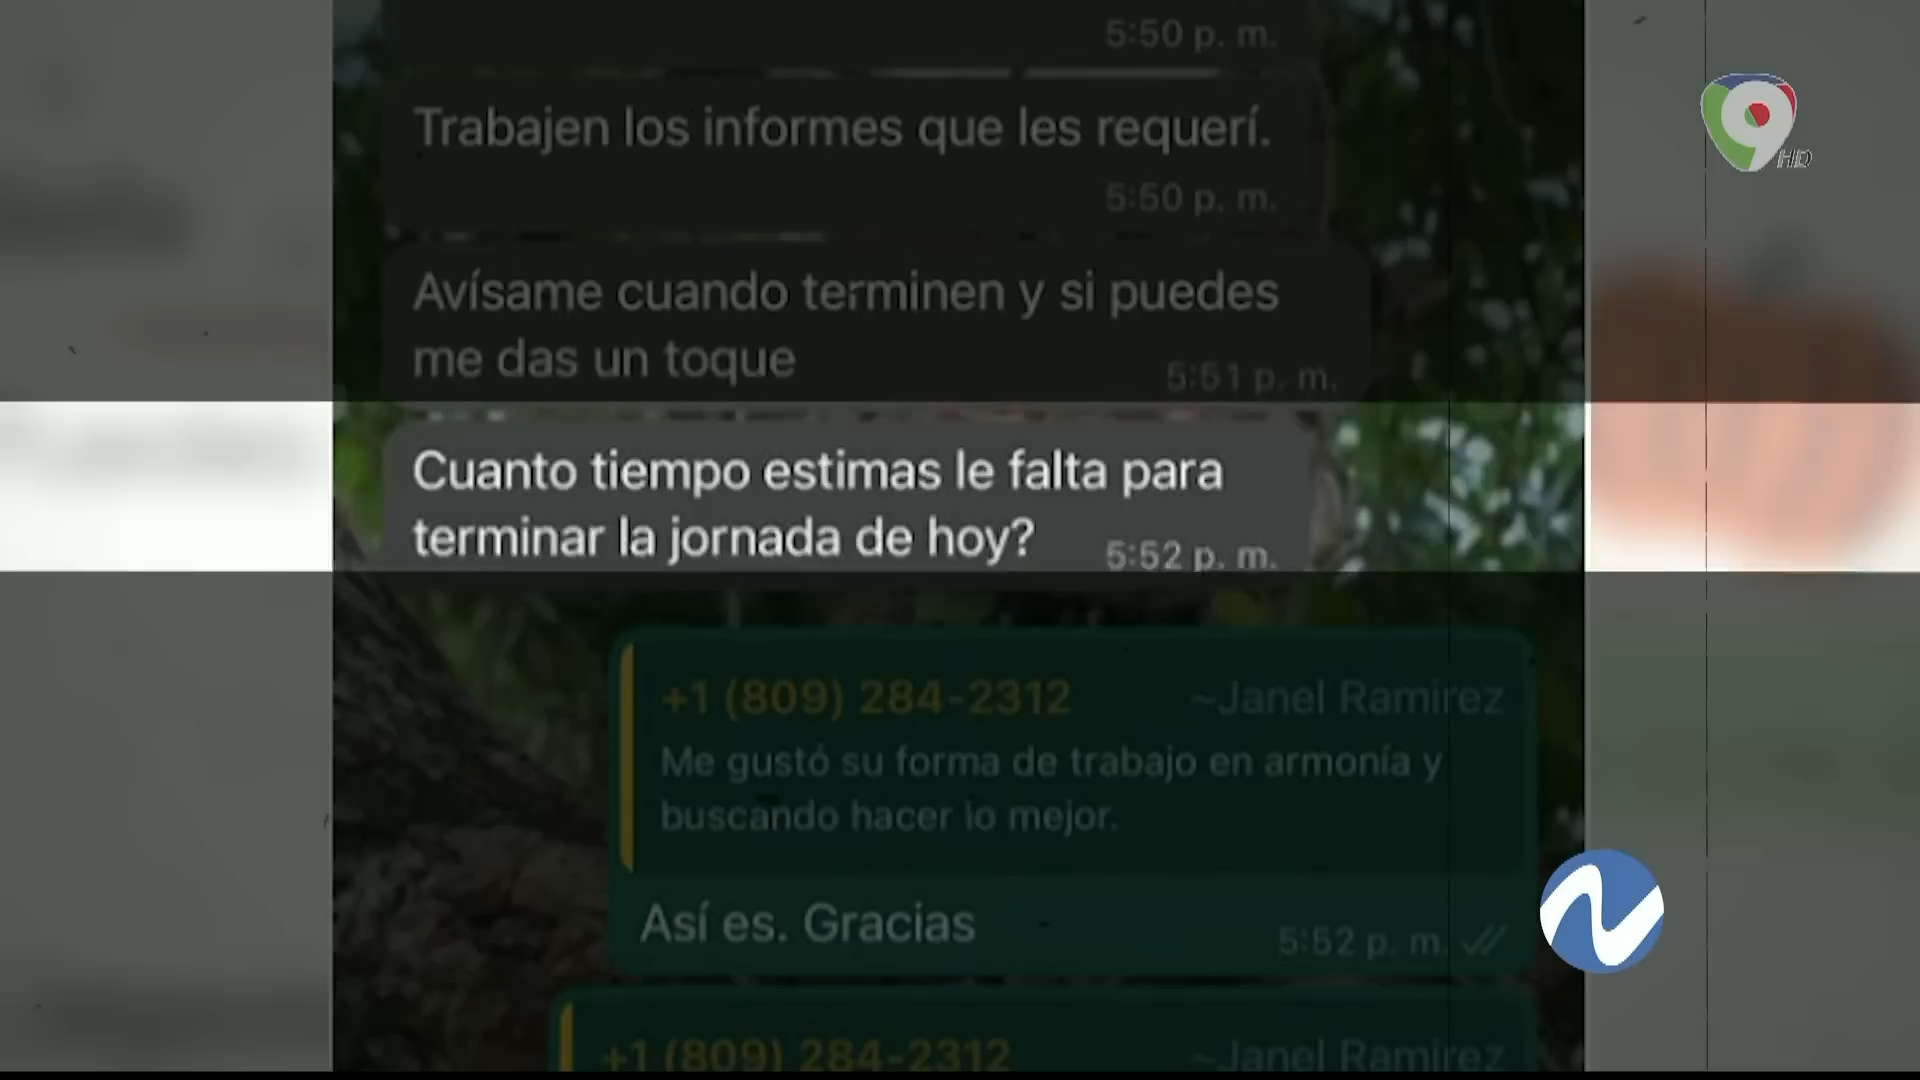 5:50 p. m.
Trabajen los informes que les requerí.
5:50 p. m.
Avísame cuando terminen y si puedes
me das un toque
5:51 p. m.
Cuanto tiempo estimas le falta para
terminar la jornada de hoy?
5:52 p. m.
+1 (809) 284-2312 ~Janel Ramirez
Me gustó su forma de trabajo en armonía y
buscando hacer lo mejor.
Así es. Gracias
5:52 p. m.
+1 (809) 284-2312 ~Janel Ramirez
9 HD